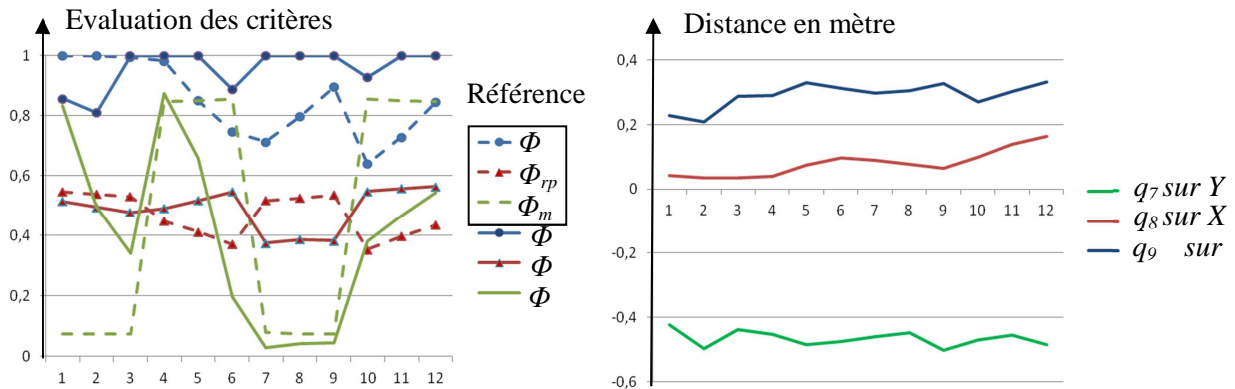 Evaluation des critères
1
0,8
0,6
0,4
0,2
0
1 2 3 4 5 6 7 8 9 10 11 12
Référence
Φ
Φrp
Φm
Φ
Φ
Φ
Distance en mètre
0,4
0,2
0
-0,2
-0,4
-0,6
1 2 3 4 5 6 7 8 9 10 11 12
q7 sur Y
q8 sur X
q9 sur